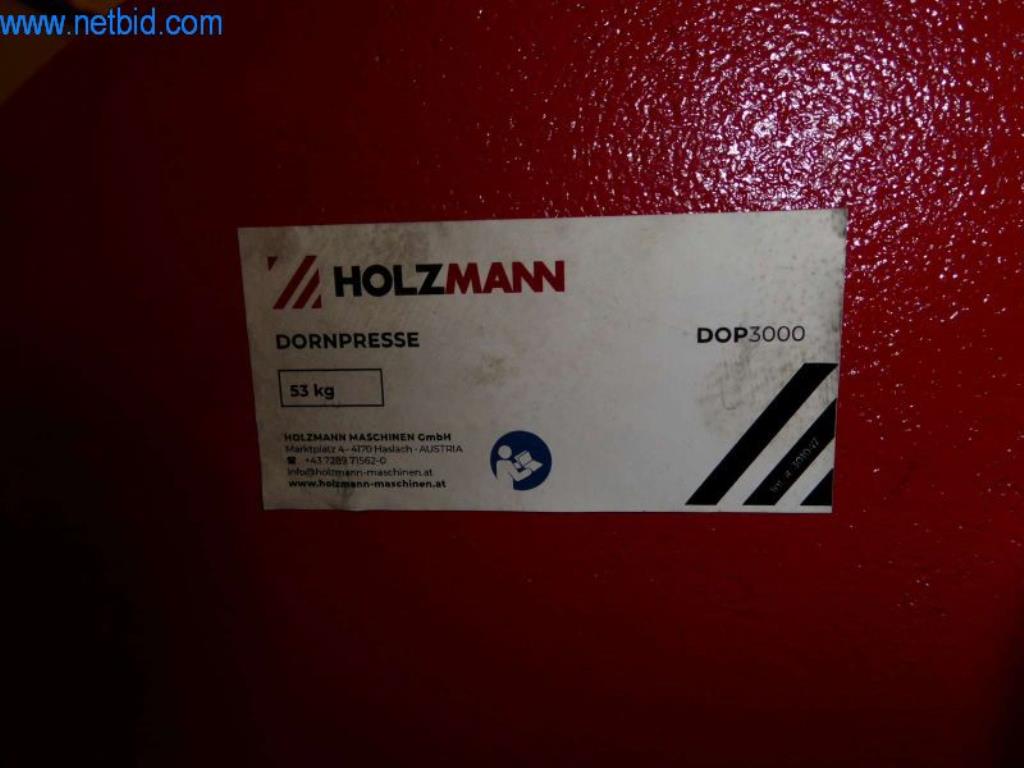 www.netbid.com
HOLZMANN
DORNPRESSE
DOP3000
53 kg
HOLZMANN MASCHINEN GmbH
Marktplatz 4 - 4170 Haslach - AUSTRIA
☎ +43 7289 71562-0
info@holzmann-maschinen.at
www.holzmann-maschinen.at